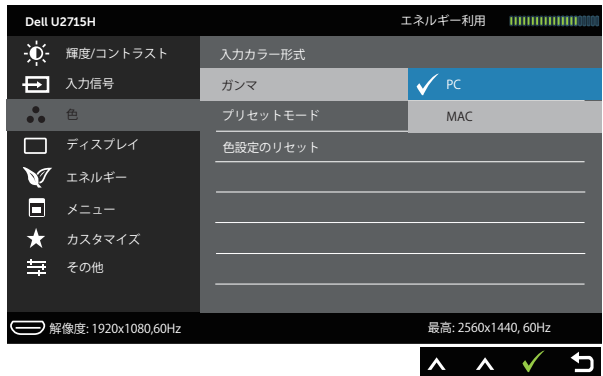 Dell U2715H エネルギー利用
輝度/コントラスト 入力カラー形式
入力信号 ガンマ PC
色 プリセットモード MAC
ディスプレイ 色設定のリセット
エネルギー
メニュー
カスタマイズ
その他
解像度: 1920x1080,60Hz 最高: 2560x1440, 60Hz